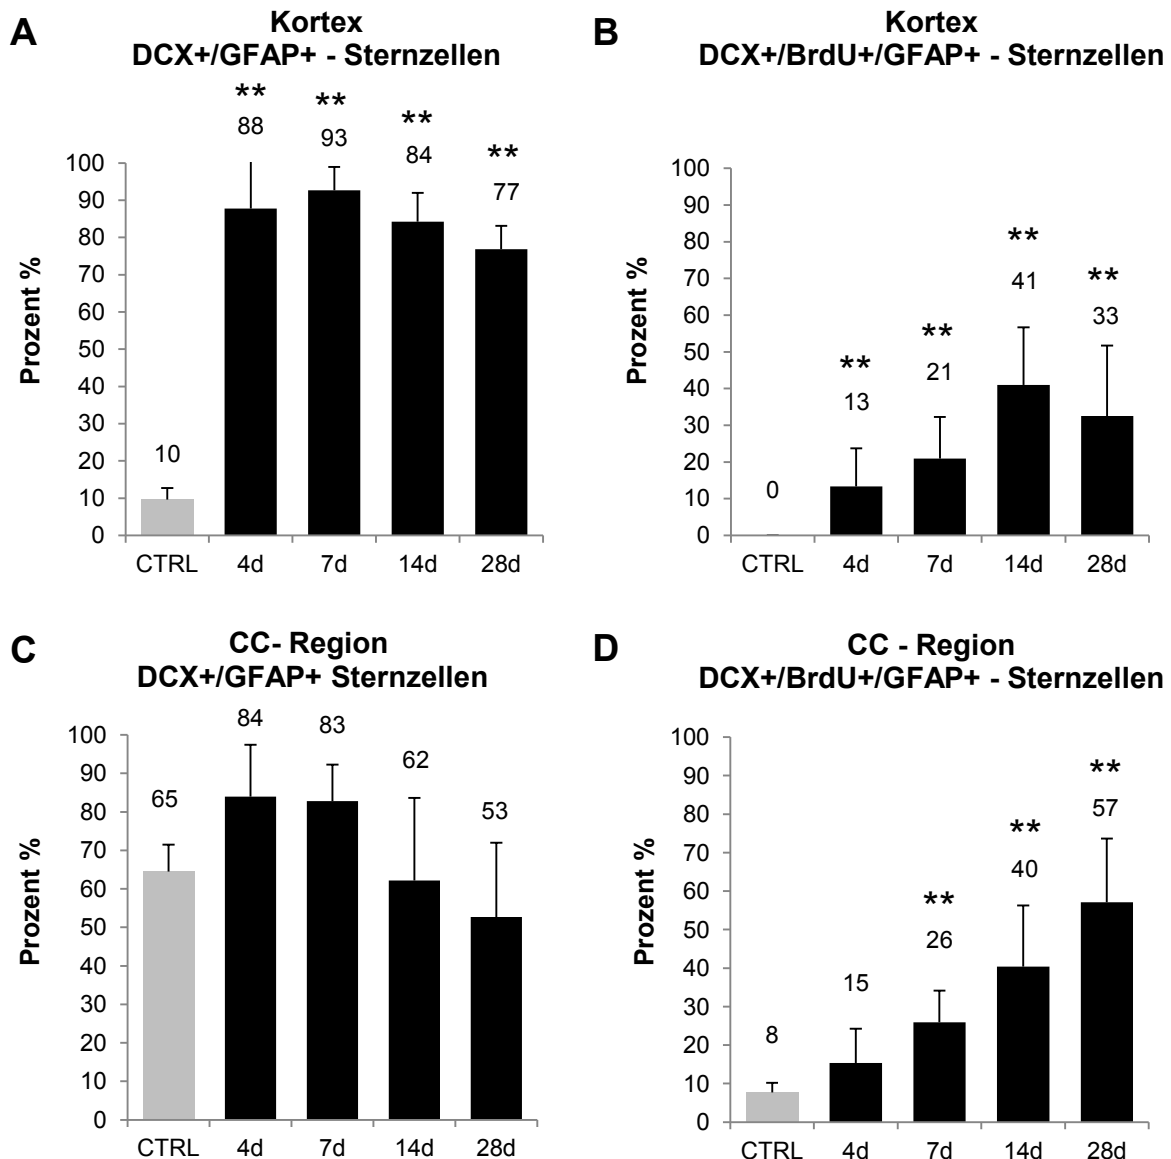 A
Kortex
DCX+/GFAP+ - Sternzellen
** ** ** **
88 93 84 77
10
Prozent %
100
90
80
70
60
50
40
30
20
10
0
CTRL 4d 7d 14d 28d
B
Kortex
DCX+/BrdU+/GFAP+ - Sternzellen
** ** ** **
0 13 21 41 33
Prozent %
100
90
80
70
60
50
40
30
20
10
0
CTRL 4d 7d 14d 28d
C
CC- Region
DCX+/GFAP+ Sternzellen
65 84 83 62 53
Prozent %
100
90
80
70
60
50
40
30
20
10
0
CTRL 4d 7d 14d 28d
D
CC - Region
DCX+/BrdU+/GFAP+ - Sternzellen
** ** **
8 15 26 40 57
Prozent %
100
90
80
70
60
50
40
30
20
10
0
CTRL 4d 7d 14d 28d